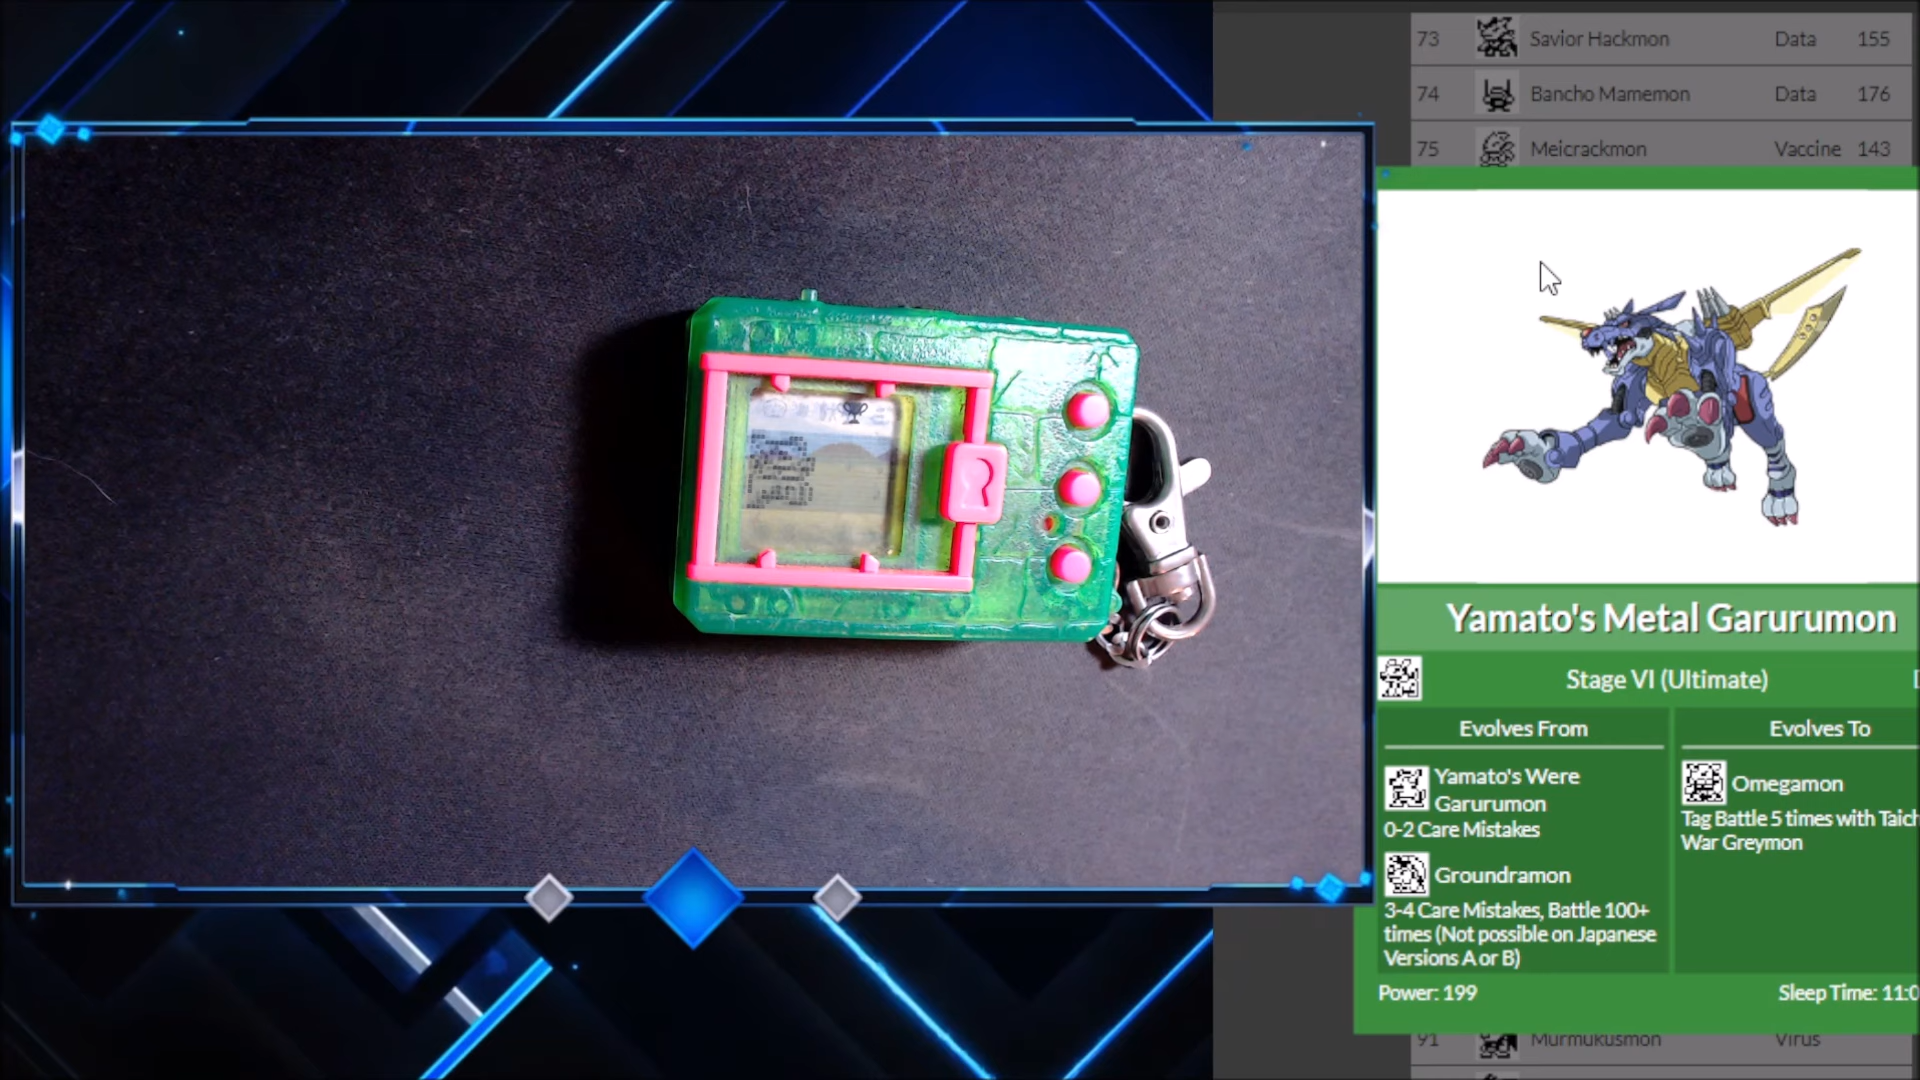 73 Savior Hackmon Data 155
74 Bancho Mamemon Data 176
75 Meicrackmon Vaccine 143
Yamato's Metal Garurumon
Stage VI (Ultimate)
Evolves From
Yamato's Were
Garurumon
0-2 Care Mistakes
Groundramon
3-4 Care Mistakes, Battle 100+
times (Not possible on Japanese
Versions A or B)
Evolves To
Omegamon
Tag Battle 5 times with Taich
War Greymon
Power: 199
Sleep Time: 11:0
91 Murmukusmon Virus